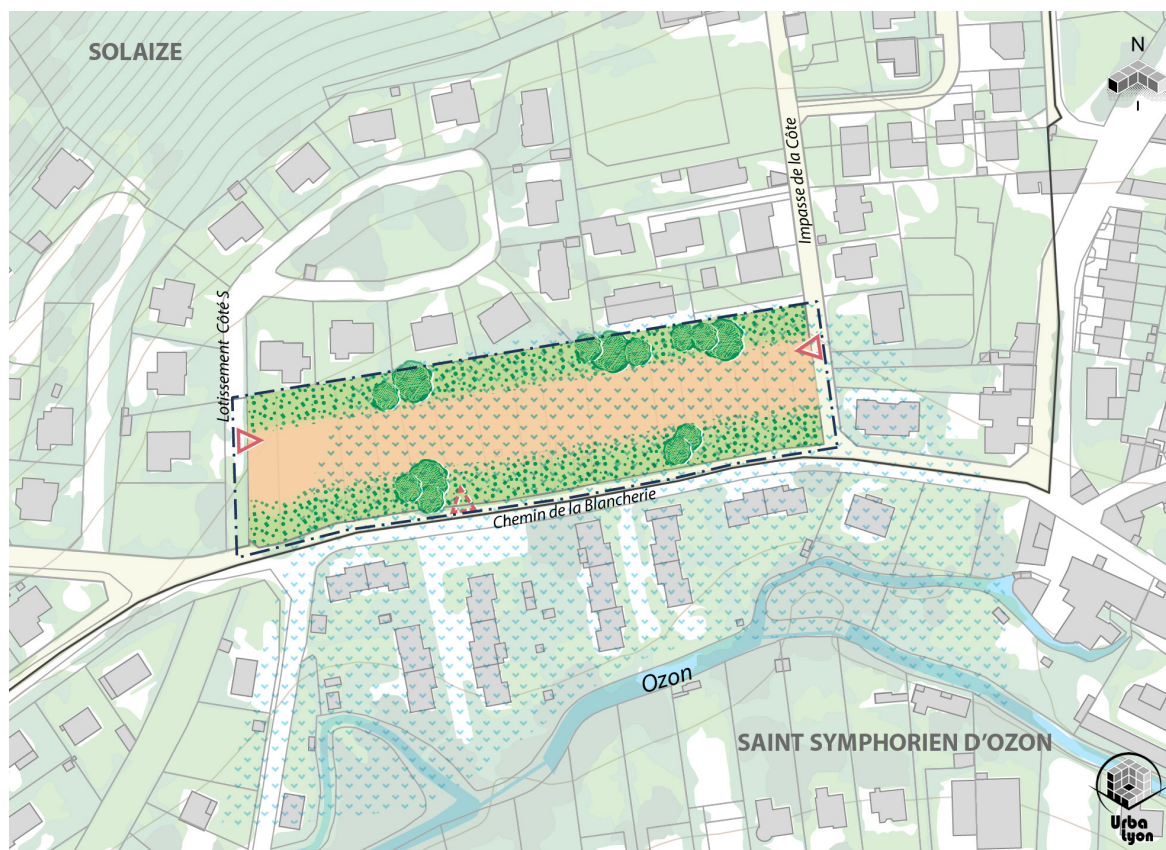 SOLAIZE
N
Impasse de la Côte
Lotissement Côté S
Chemin de la Blancherie
Ozon
SAINT SYMPHORIEN D'OZON
Urba
Lyon